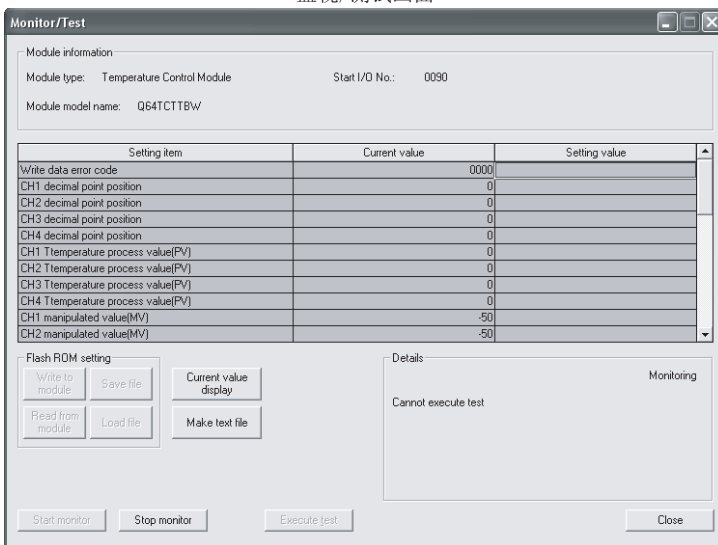 Monitor/Test
Module information
Module type: Temperature Control Module Start I/O No.: 0090
Module model name: Q64TCTTBW
Setting item Current value Setting value
Write data error code 0000
CH1 decimal point position 0
CH2 decimal point position 0
CH3 decimal point position 0
CH4 decimal point position 0
CH1 Ttemperature process value(PV) 0
CH2 Ttemperature process value(PV) 0
CH3 Ttemperature process value(PV) 0
CH4 Ttemperature process value(PV) 0
CH1 manipulated value(MV) -50
CH2 manipulated value(MV) -50
Flash ROM setting
Write to module
Save file
Current value display
Read from module
Load file
Make text file
Details
Monitoring
Cannot execute test
Start monitor Stop monitor Execute test Close